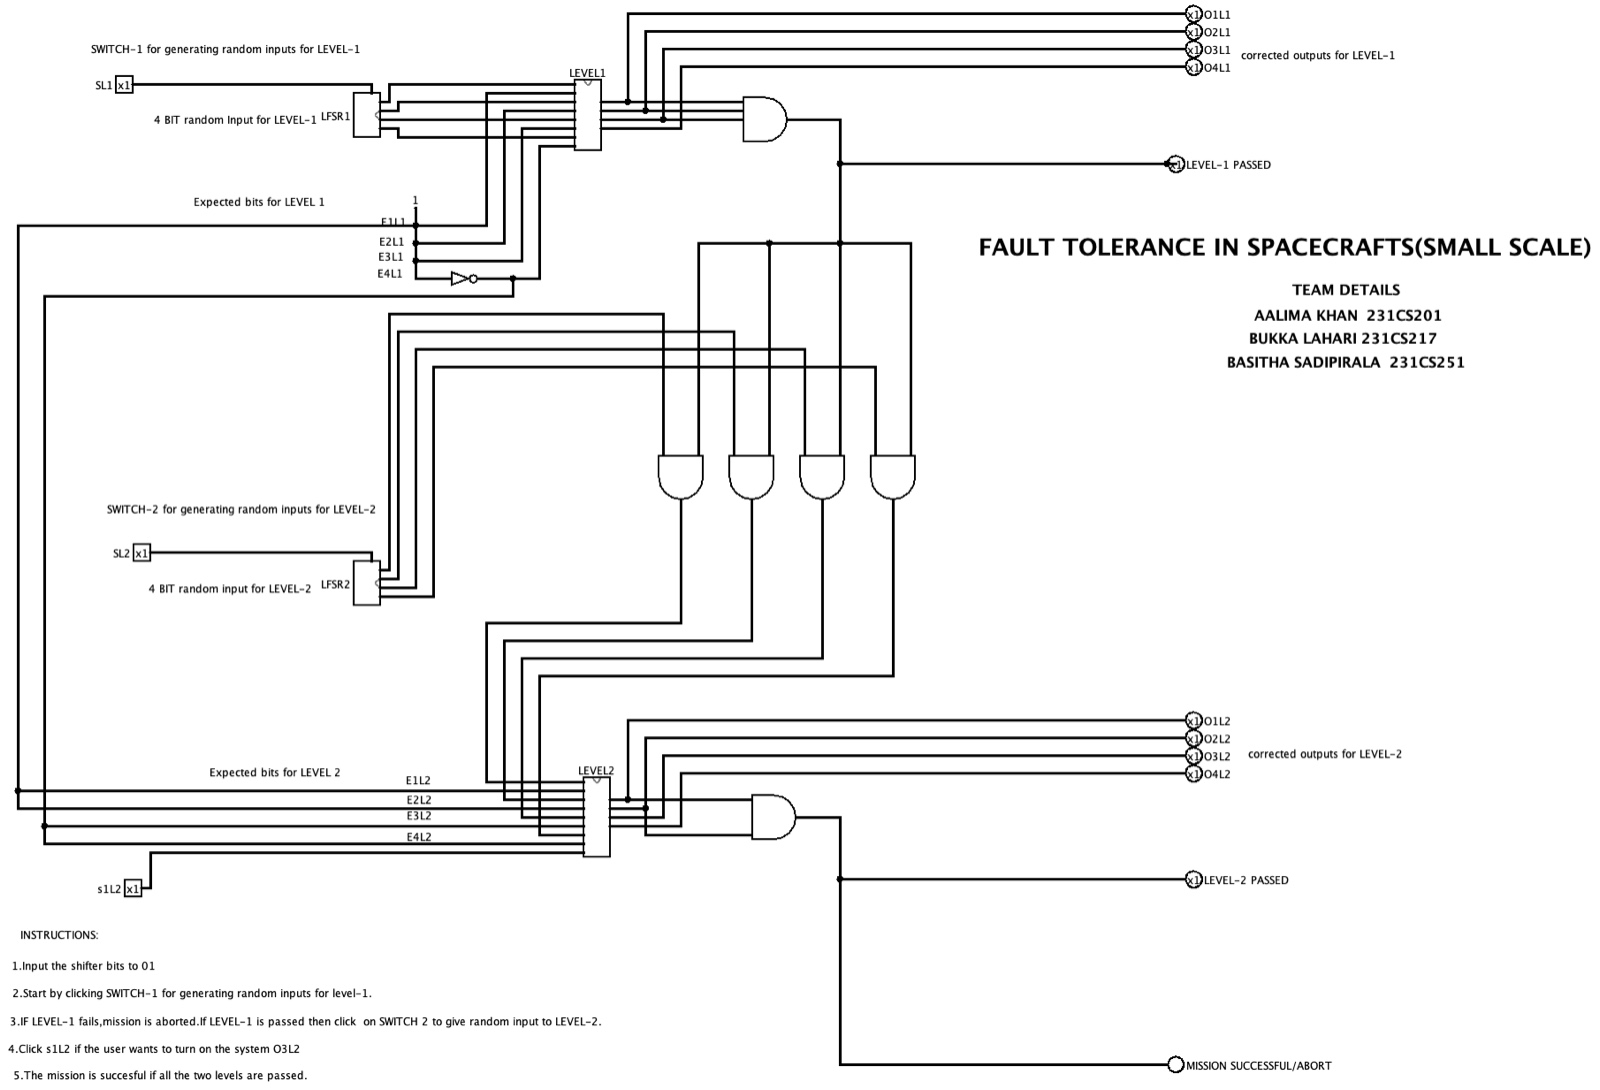 SWITCH-1 for generating random inputs for LEVEL-1
SL1 x1
4 BIT random Input for LEVEL-1 LFSR1
LEVEL1
x1 O1L1
x1 O2L1
x1 O3L1
x1 O4L1
corrected outputs for LEVEL-1
x1 LEVEL-1 PASSED
Expected bits for LEVEL 1
1
E1L1
E2L1
E3L1
E4L1
FAULT TOLERANCE IN SPACECRAFTS(SMALL SCALE)
TEAM DETAILS
AALIMA KHAN 231CS201
BUKKA LAHARI 231CS217
BASITHA SADIPIRALA 231CS251
SWITCH-2 for generating random inputs for LEVEL-2
SL2 x1
4 BIT random input for LEVEL-2 LFSR2
x1 O1L2
x1 O2L2
x1 O3L2
x1 O4L2
corrected outputs for LEVEL-2
Expected bits for LEVEL 2
LEVEL2
E1L2
E2L2
E3L2
E4L2
s1L2 x1
x1 LEVEL-2 PASSED
INSTRUCTIONS:
1.Input the shifter bits to 01
2.Start by clicking SWITCH-1 for generating random inputs for level-1.
3.IF LEVEL-1 fails,mission is aborted.If LEVEL-1 is passed then click on SWITCH 2 to give random input to LEVEL-2.
4.Click s1L2 if the user wants to turn on the system O3L2
5.The mission is succesful if all the two levels are passed.
MISSION SUCCESSFUL/ABORT